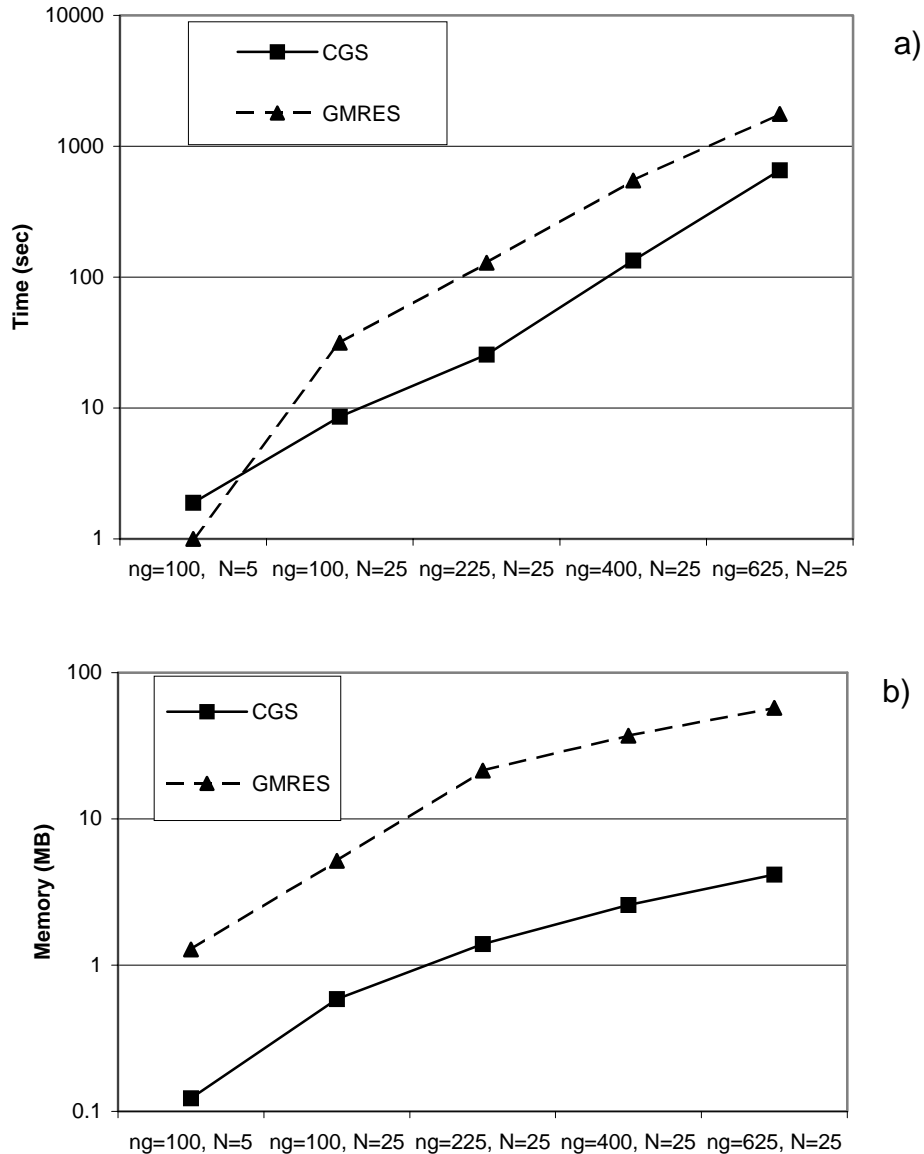 10000
a)
CGS
GMRES
1000
100
10
1
Time (sec)
ng=100, N=5 ng=100, N=25 ng=225, N=25 ng=400, N=25 ng=625, N=25
100
b)
CGS
GMRES
10
1
0.1
Memory (MB)
ng=100, N=5 ng=100, N=25 ng=225, N=25 ng=400, N=25 ng=625, N=25